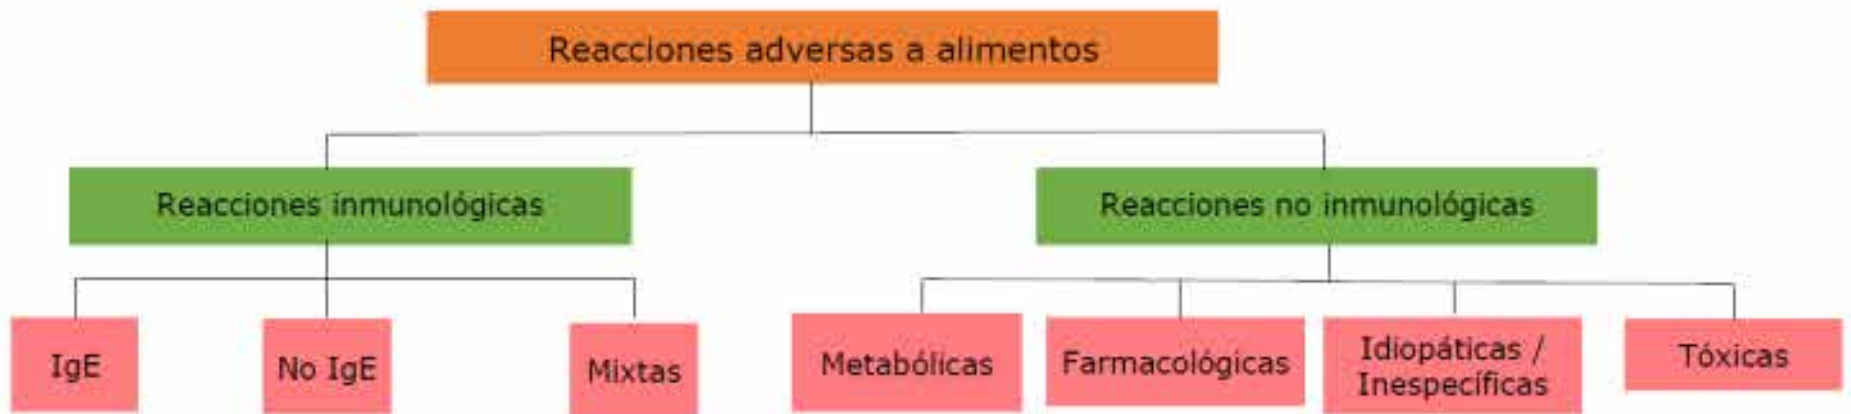 Reacciones adversas a alimentos
Reacciones inmunológicas
Reacciones no inmunológicas
IgE
No IgE
Mixtas
Metabólicas
Farmacológicas
Idiopáticas /
Inespecíficas
Tóxicas